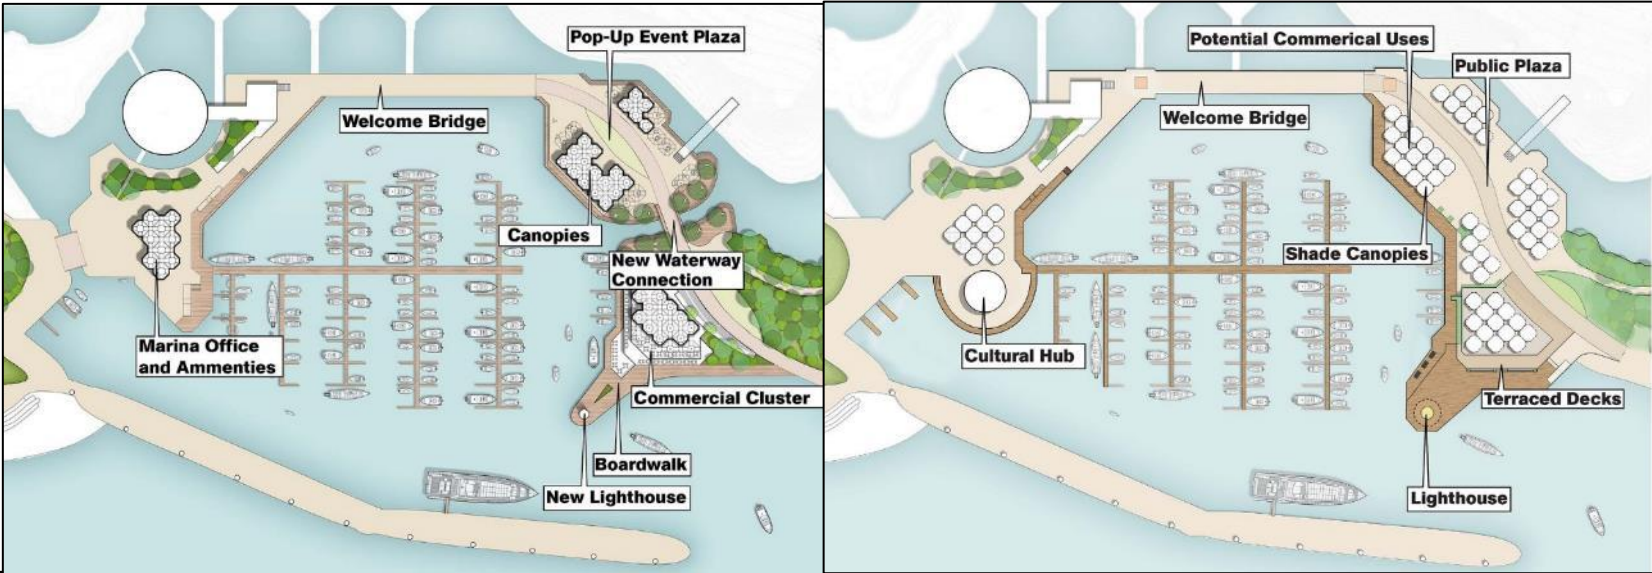 Pop-Up Event Plaza
Welcome Bridge
Canopies
New Waterway
Connection
Marina Office
and Ammenties
Commercial Cluster
Boardwalk
New Lighthouse
Potential Commerical Uses
Public Plaza
Welcome Bridge
Shade Canopies
Cultural Hub
Terraced Decks
Lighthouse